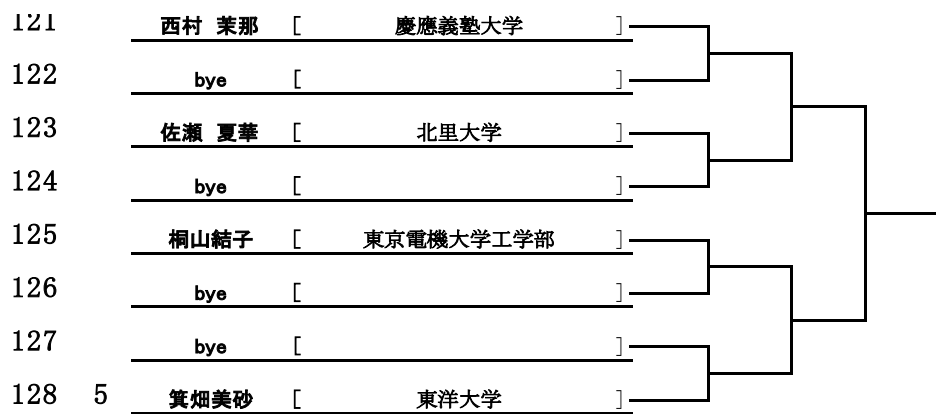 121 西村 茉那 [ 慶應義塾大学 ]
122 bye [ ]
123 佐瀬 夏華 [ 北里大学 ]
124 bye [ ]
125 桐山結子 [ 東京電機大学工学部 ]
126 bye [ ]
127 bye [ ]
128 5 箕畑美砂 [ 東洋大学 ]